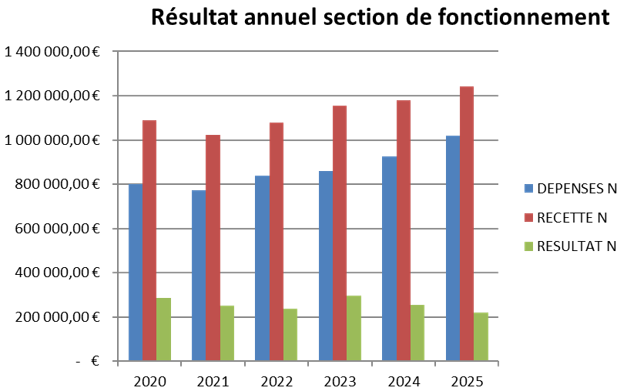 Résultat annuel section de fonctionnement
1 400 000,00 €
1 200 000,00 €
1 000 000,00 €
800 000,00 €
600 000,00 €
400 000,00 €
200 000,00 €
- €
DEPENSES N
RECETTE N
RESULTAT N
2020 2021 2022 2023 2024 2025